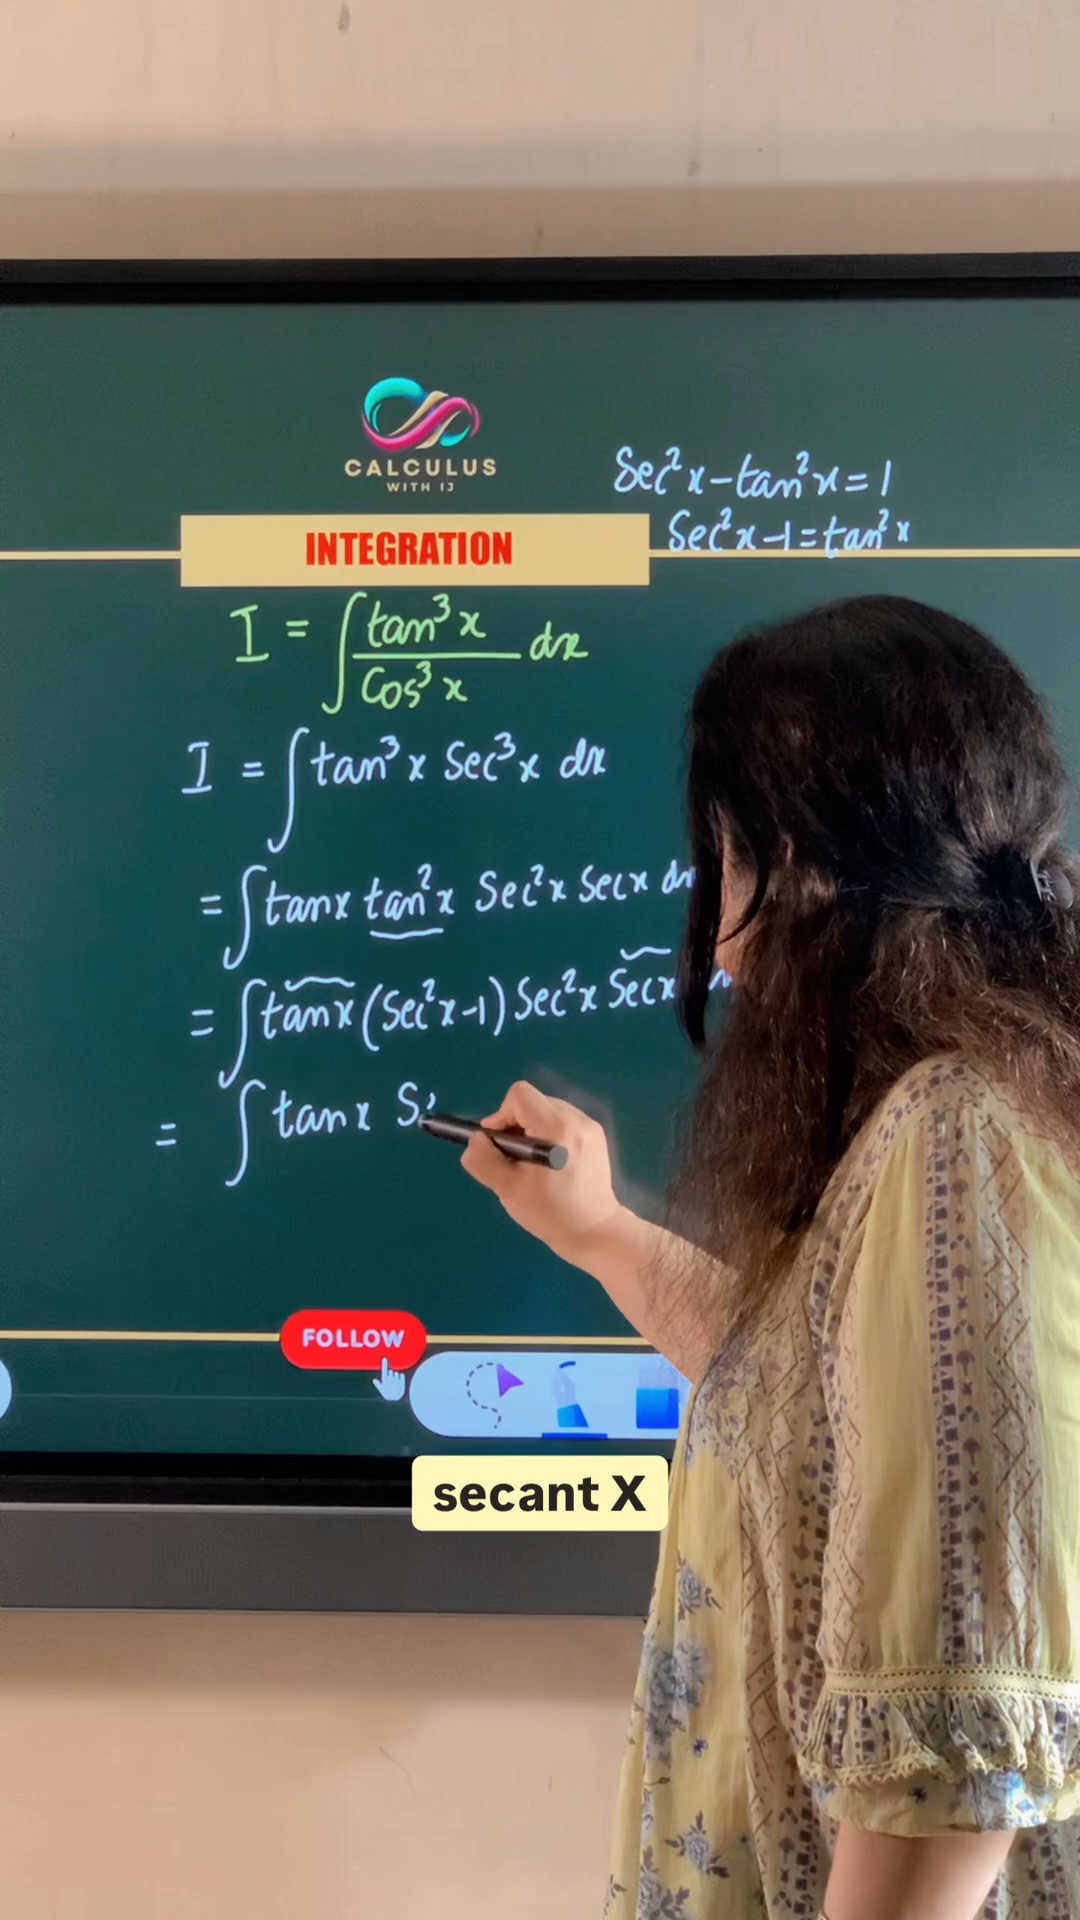 CALCULUS
WITH IJ
Sec²x-tan²x=1
Sec²x-1=tan²x
INTEGRATION
I = ∫ tan³x / Cos³x dx
I = ∫ tan³x Sec³x dx
= ∫ tanx tan²x Sec²x Secx dx
= ∫ tanx (Sec²x-1) Sec²x Secx
= ∫ tanx S
FOLLOW
secant X